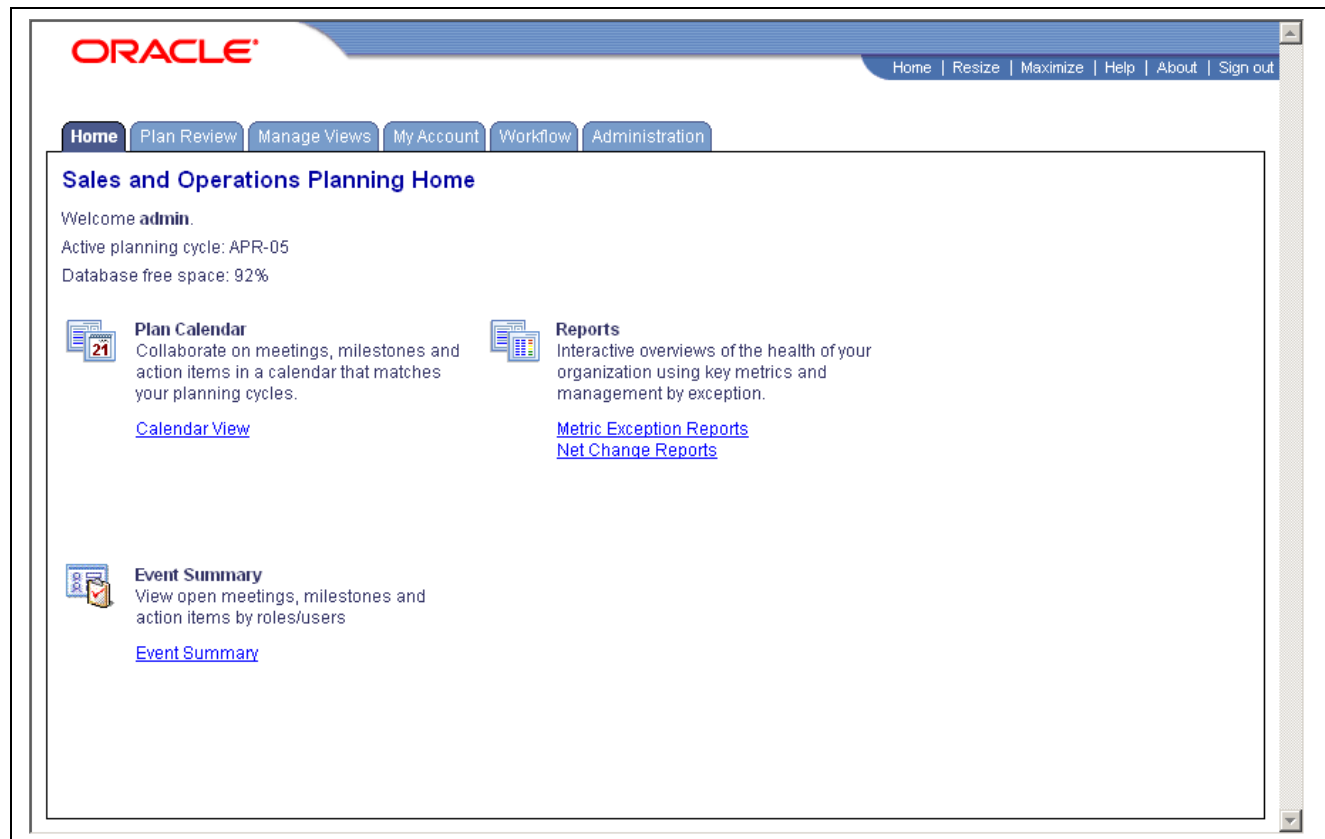 ORACLE
Home | Resize | Maximize | Help | About | Sign out
Home Plan Review Manage Views My Account Workflow Administration
Sales and Operations Planning Home
Welcome admin.
Active planning cycle: APR-05
Database free space: 92%
21
Plan Calendar
Collaborate on meetings, milestones and
action items in a calendar that matches
your planning cycles.
Calendar View
Reports
Interactive overviews of the health of your
organization using key metrics and
management by exception.
Metric Exception Reports
Net Change Reports
Event Summary
View open meetings, milestones and
action items by roles/users
Event Summary